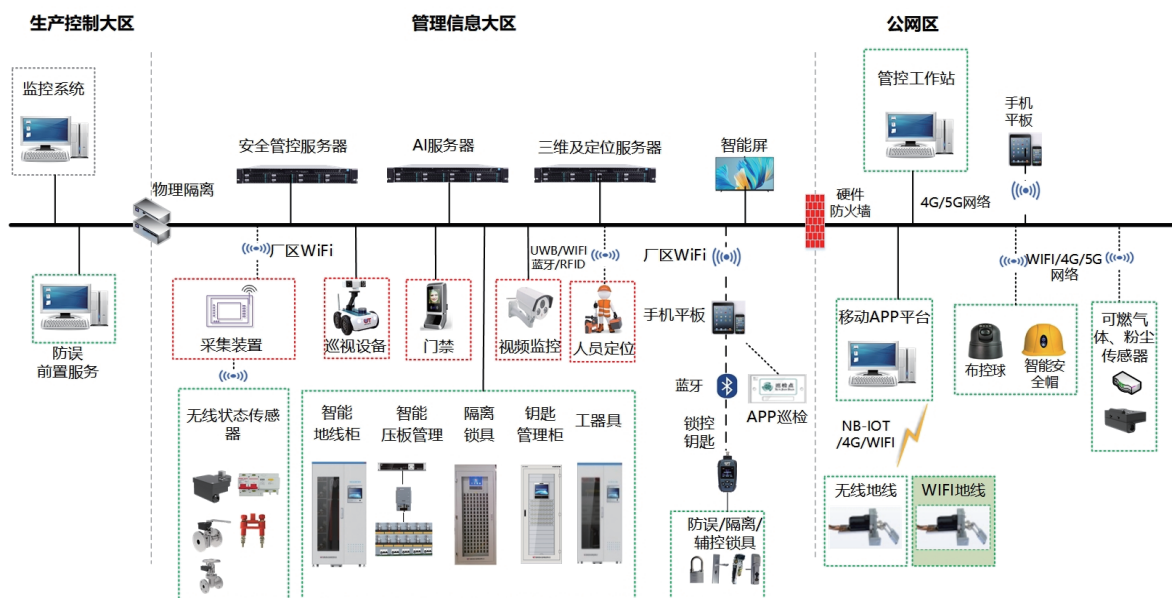 生产控制大区
管理信息大区
公网区
监控系统
管控工作站
手机
平板
安全管控服务器
AI服务器
三维及定位服务器
智能屏
物理隔离
硬件
防火墙
4G/5G网络
厂区WiFi
UWB/WIFI
蓝牙/RFID
厂区WiFi
WIFI/4G/5G
网络
防误
前置服务
采集装置
巡视设备
门禁
视频监控
人员定位
手机平板
移动APP平台
布控球
智能安
全帽
可燃气
体、粉尘
传感器
蓝牙
APP巡检
无线状态传感
器
智能
地线柜
智能
压板管理
隔离
锁具
钥匙
管理柜
工器具
锁控
钥匙
NB-IOT
/4G/WIFI
防误/隔离/
辅控锁具
无线地线
WIFI地线